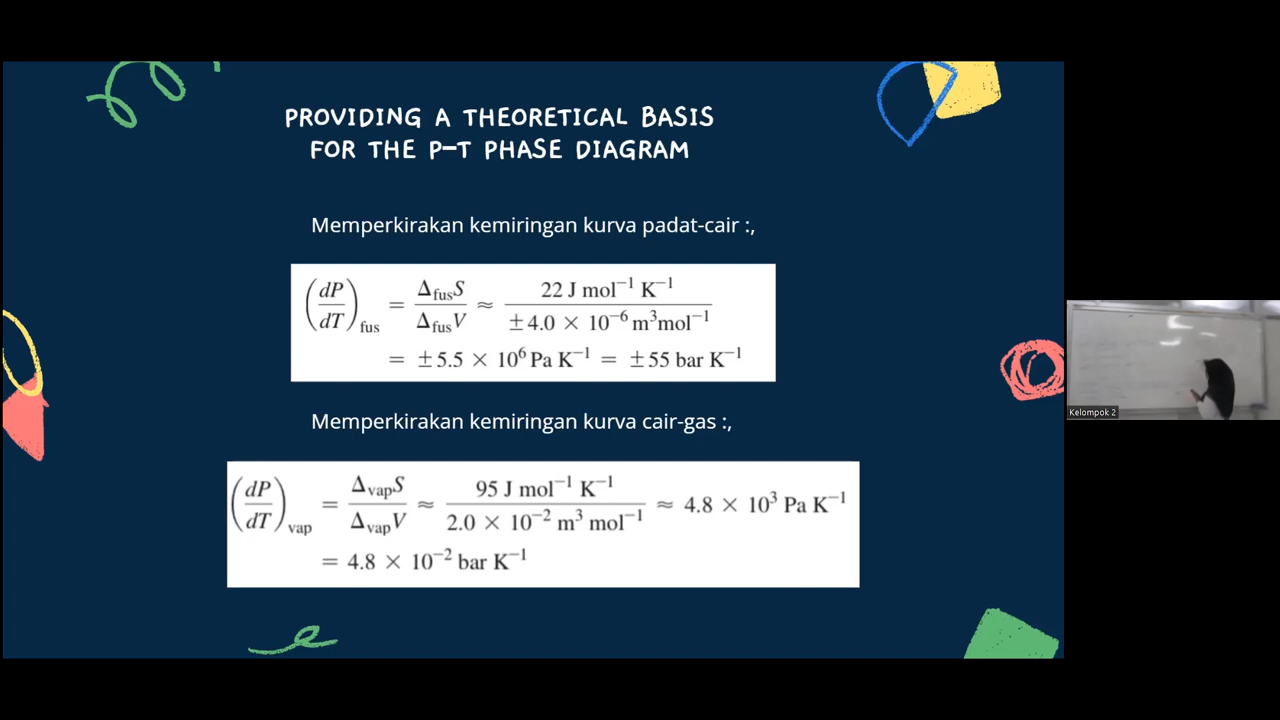 PROVIDING A THEORETICAL BASIS
FOR THE P-T PHASE DIAGRAM
Memperkirakan kemiringan kurva padat-cair :,
(dP/dT)fus = ΔfusS/ΔfusV ≈ 22 J mol⁻¹ K⁻¹/±4.0 × 10⁻⁶ m³mol⁻¹
= ±5.5 × 10⁶ Pa K⁻¹ = ±55 bar K⁻¹
Memperkirakan kemiringan kurva cair-gas :,
(dP/dT)vap = ΔvapS/ΔvapV ≈ 95 J mol⁻¹ K⁻¹/2.0 × 10⁻² m³ mol⁻¹ ≈ 4.8 × 10³ Pa K⁻¹
= 4.8 × 10⁻² bar K⁻¹
Kelompok 2